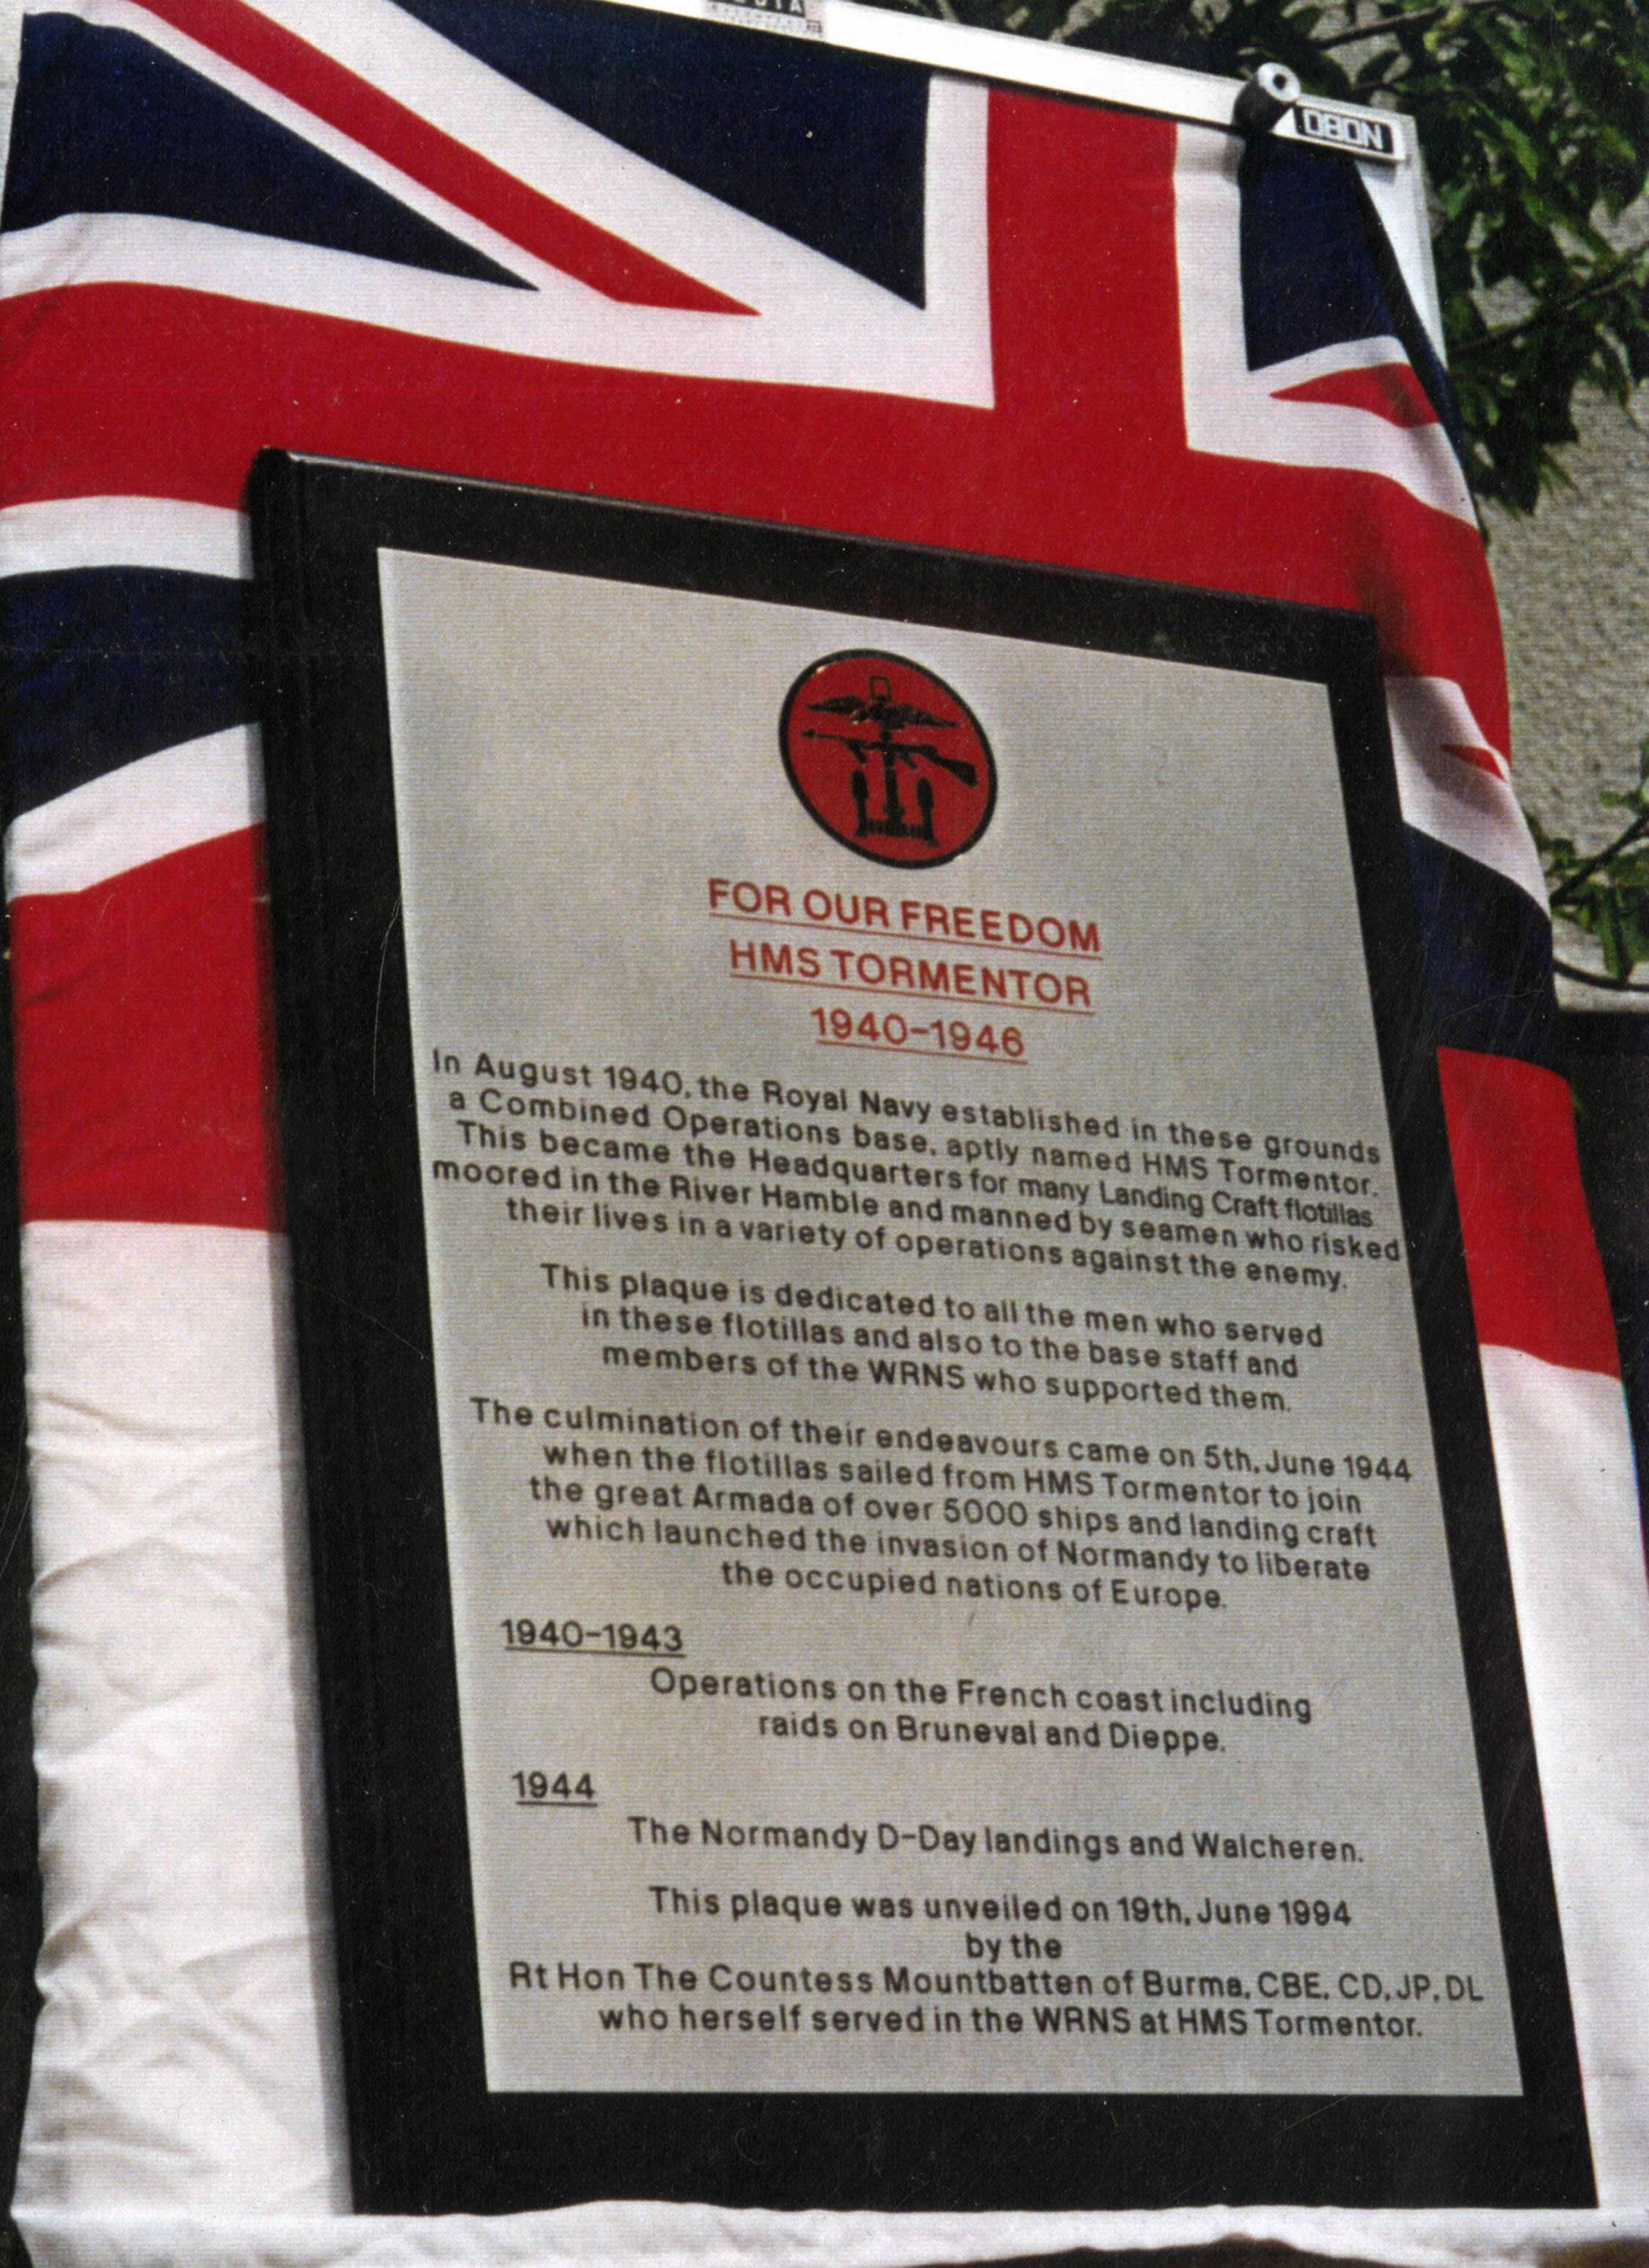 FOR OUR FREEDOM
HMS TORMENTOR
1940-1946
In August 1940, the Royal Navy established in these grounds
a Combined Operations base, aptly named HMS Tormentor.
This became the Headquarters for many Landing Craft flotillas
moored in the River Hamble and manned by seamen who risked
their lives in a variety of operations against the enemy.
This plaque is dedicated to all the men who served
in these flotillas and also to the base staff and
members of the WRNS who supported them.
The culmination of their endeavours came on 5th, June 1944
when the flotillas sailed from HMS Tormentor to join
the great Armada of over 5000 ships and landing craft
which launched the invasion of Normandy to liberate
the occupied nations of Europe.
1940-1943
Operations on the French coast including
raids on Bruneval and Dieppe.
1944
The Normandy D-Day landings and Walcheren.
This plaque was unveiled on 19th, June 1994
by the
Rt Hon The Countess Mountbatten of Burma, CBE, CD, JP, DL
who herself served in the WRNS at HMS Tormentor.